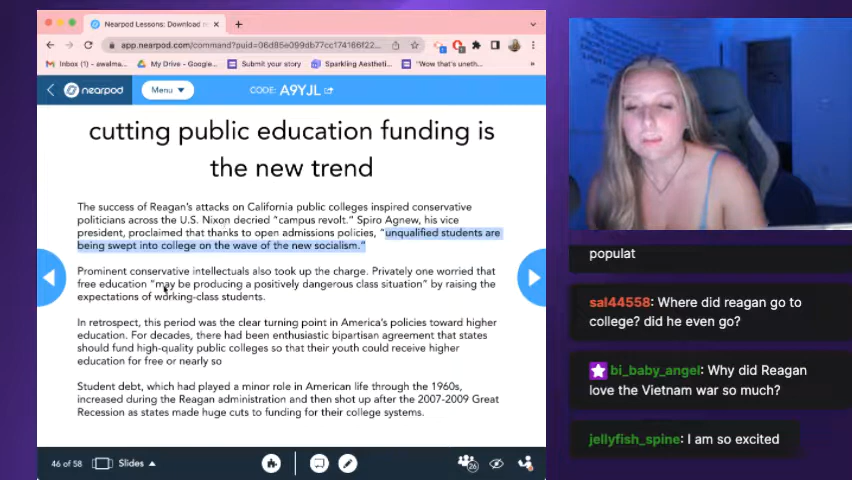 Nearpod Lessons: Download r
app.nearpod.com/command?puid=06d85e099db77cc174166f22...
Inbox (1) - awalma...
My Drive - Google...
Submit your story
Sparkling Aesthetic...
"Wow that's uneth...
nearpod
Menu
CODE: A9YJL
cutting public education funding is
the new trend
The success of Reagan's attacks on California public colleges inspired conservative
politicians across the U.S. Nixon decried "campus revolt." Spiro Agnew, his vice
president, proclaimed that thanks to open admissions policies, "unqualified students are
being swept into college on the wave of the new socialism."
Prominent conservative intellectuals also took up the charge. Privately one worried that
free education "may be producing a positively dangerous class situation" by raising the
expectations of working-class students.
In retrospect, this period was the clear turning point in America's policies toward higher
education. For decades, there had been enthusiastic bipartisan agreement that states
should fund high-quality public colleges so that their youth could receive higher
education for free or nearly so
Student debt, which had played a minor role in American life through the 1960s,
increased during the Reagan administration and then shot up after the 2007-2009 Great
Recession as states made huge cuts to funding for their college systems.
46 of 58
Slides
26
populat
sal44558: Where did reagan go to
college? did he even go?
bi_baby_angel: Why did Reagan
love the Vietnam war so much?
jellyfish_spine: I am so excited